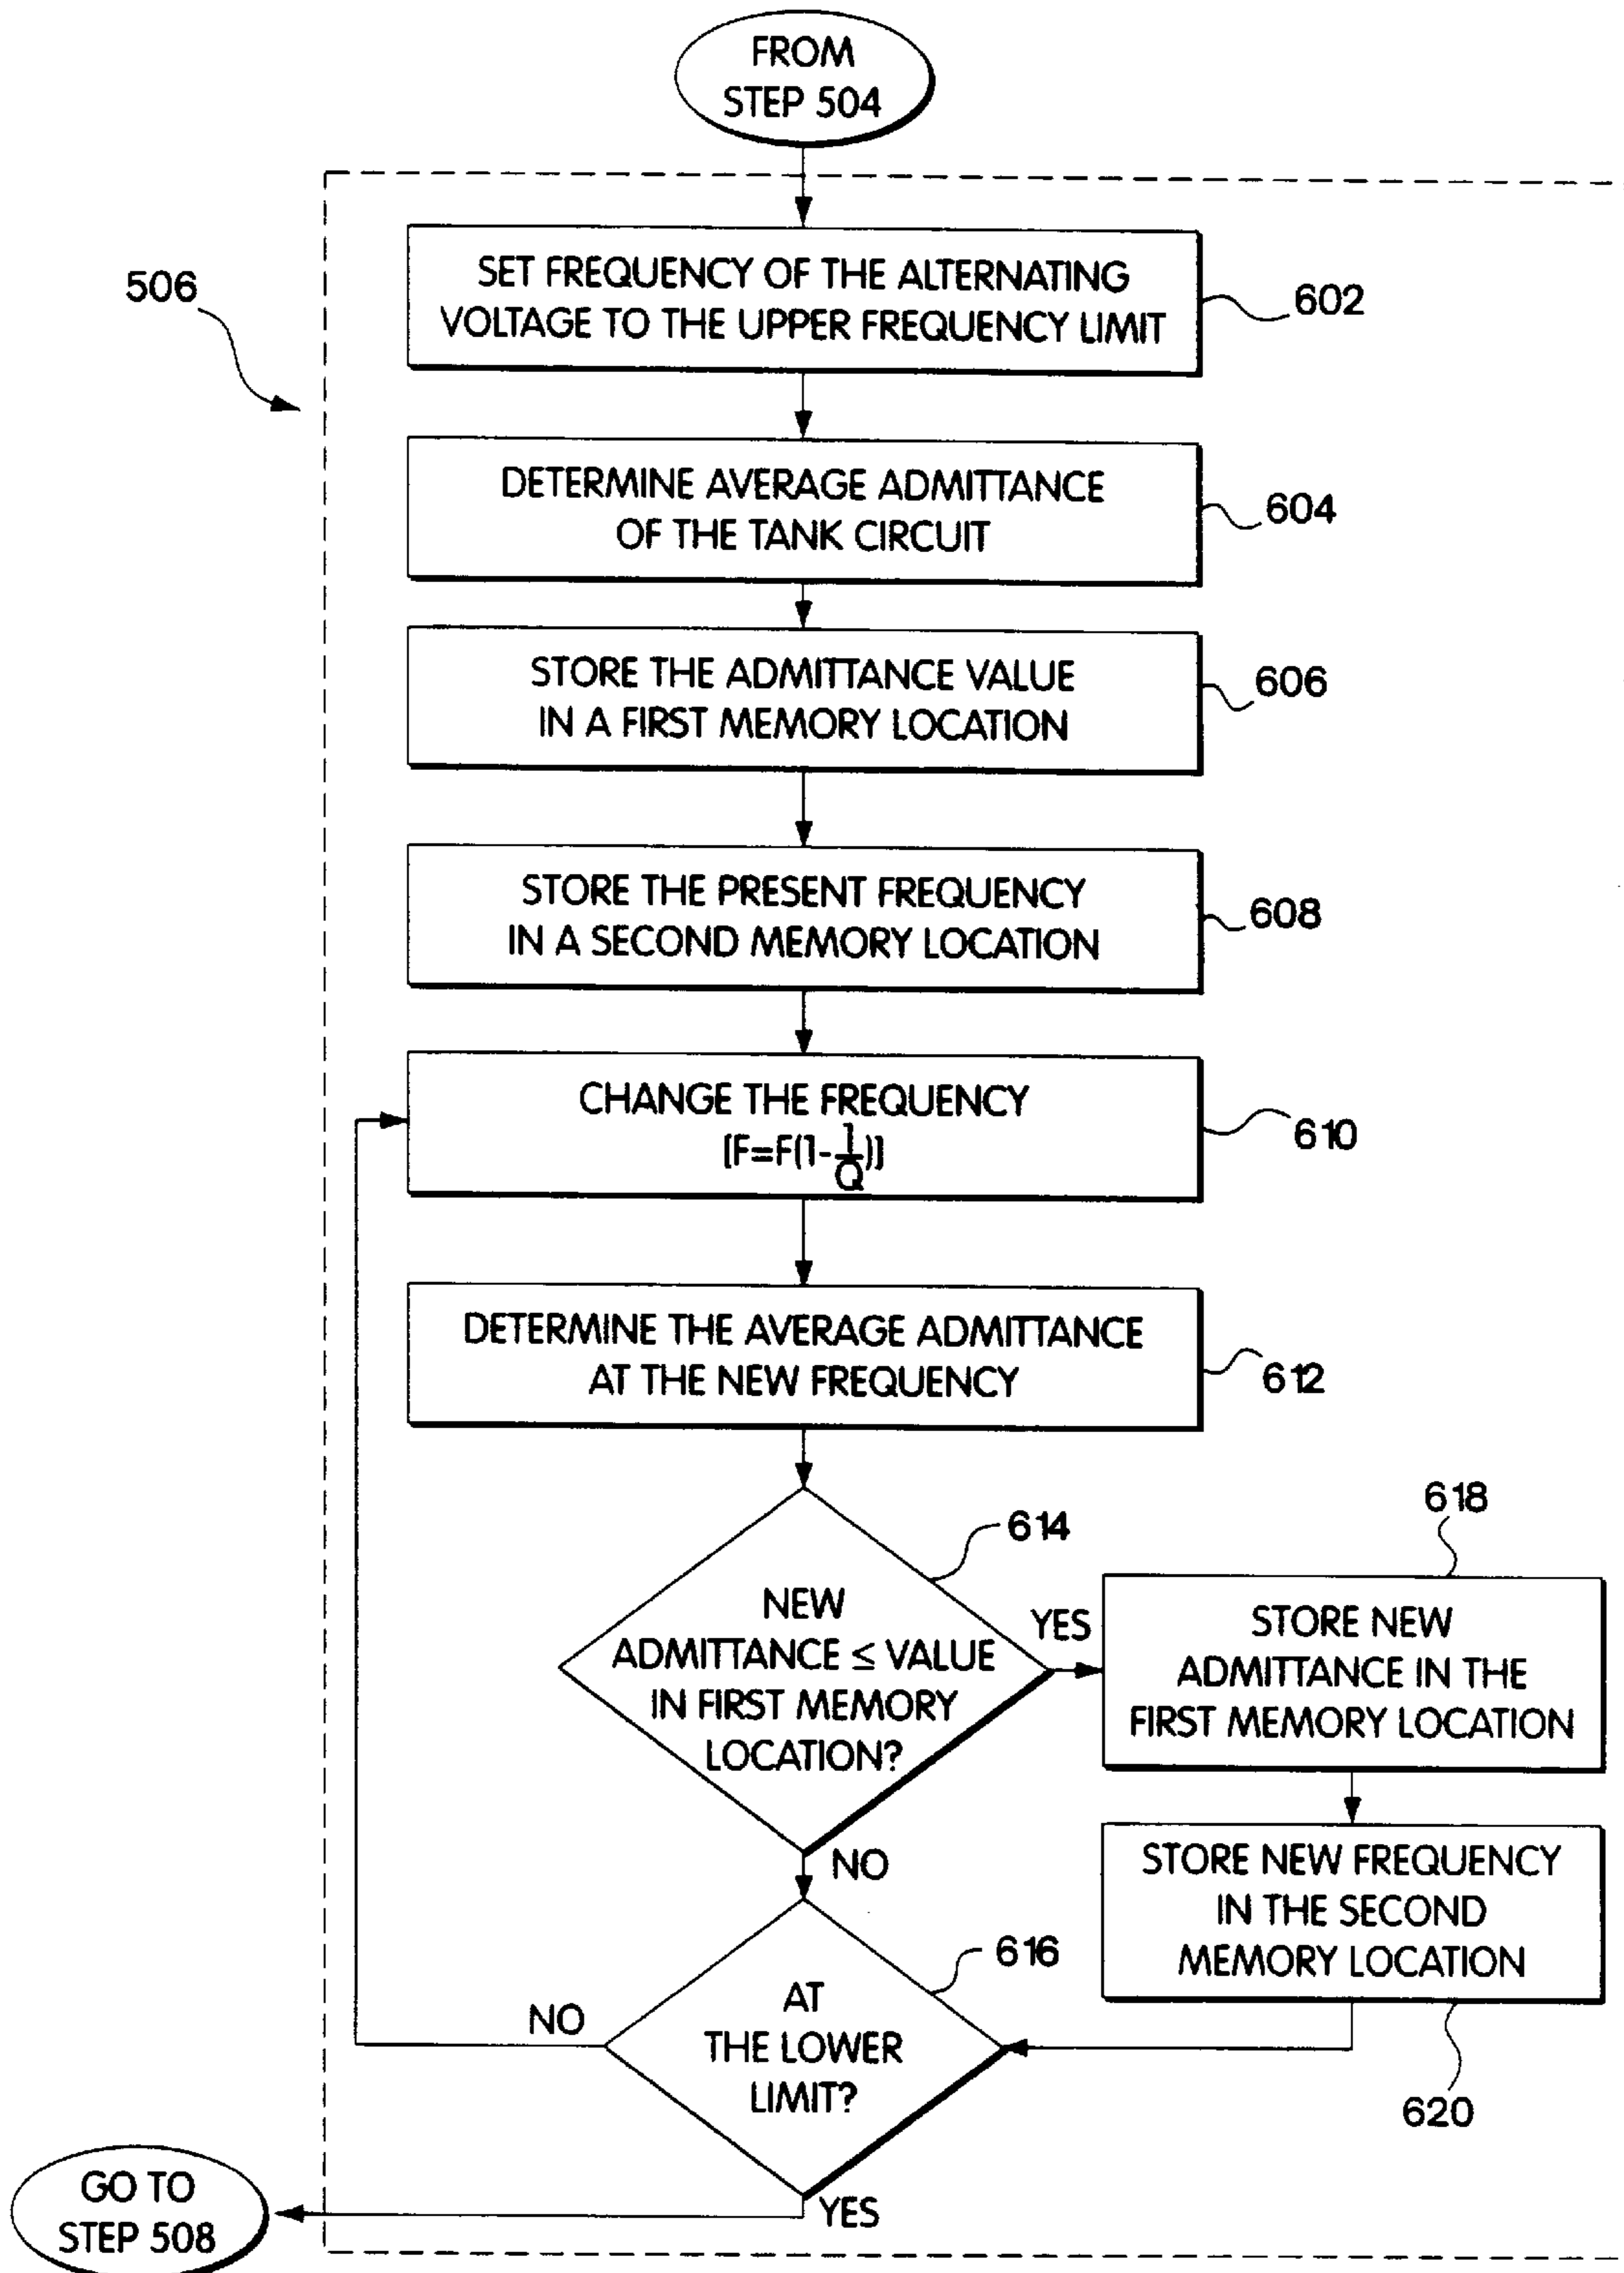 FROM
STEP 504
506
SET FREQUENCY OF THE ALTERNATING
VOLTAGE TO THE UPPER FREQUENCY LIMIT
602
DETERMINE AVERAGE ADMITTANCE
OF THE TANK CIRCUIT
604
STORE THE ADMITTANCE VALUE
IN A FIRST MEMORY LOCATION
606
STORE THE PRESENT FREQUENCY
IN A SECOND MEMORY LOCATION
608
CHANGE THE FREQUENCY
[F=F(1-1/Q)]
610
DETERMINE THE AVERAGE ADMITTANCE
AT THE NEW FREQUENCY
612
614
NEW
ADMITTANCE ≤ VALUE
IN FIRST MEMORY
LOCATION?
YES
618
STORE NEW
ADMITTANCE IN THE
FIRST MEMORY LOCATION
NO
STORE NEW FREQUENCY
IN THE SECOND
MEMORY LOCATION
620
616
AT
THE LOWER
LIMIT?
NO
YES
GO TO
STEP 508